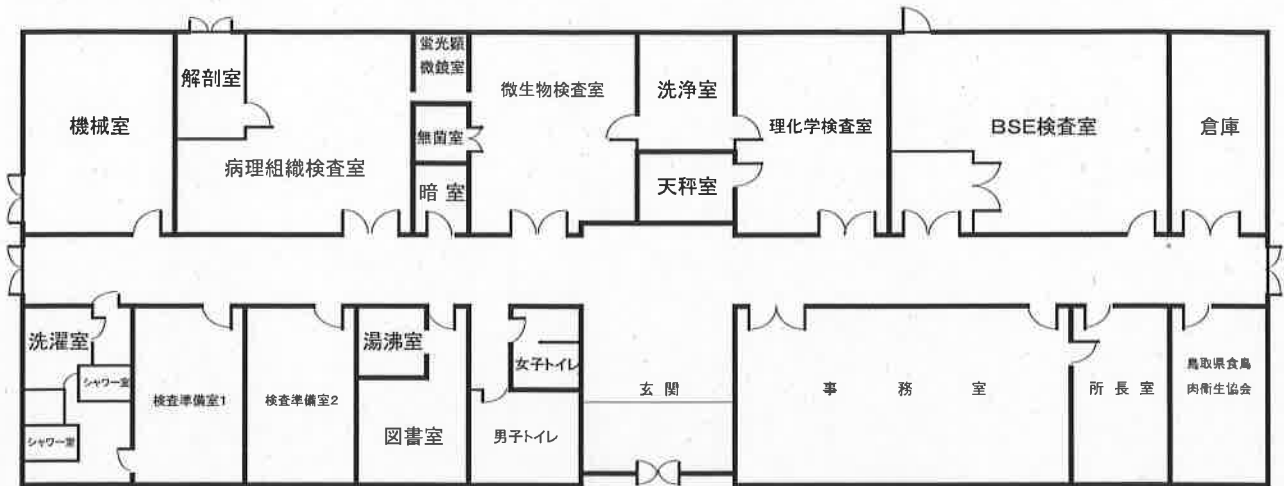 機械室
解剖室
病理組織検査室
蛍光顕
微鏡室
無菌室
暗 室
微生物検査室
洗浄室
天秤室
理化学検査室
BSE検査室
倉庫
洗濯室
シャワー室
シャワー室
検査準備室1
検査準備室2
湯沸室
図書室
女子トイレ
男子トイレ
玄 関
事 務 室
所 長 室
鳥取県食鳥
肉衛生協会